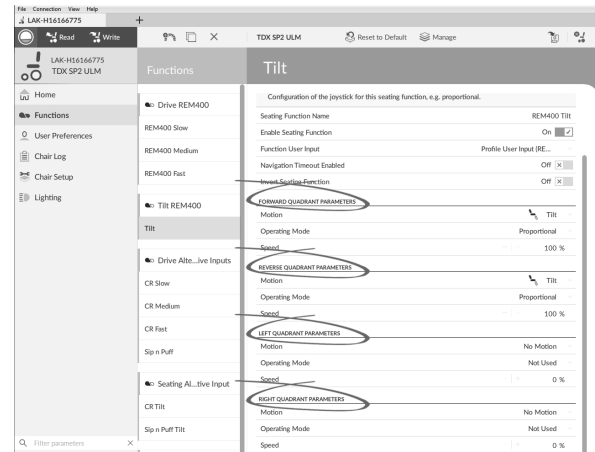 File Connection View Help
LAK-H16166775 +
Read Write TDX SP2 ULM Reset to Default Manage
LAK-H16166775
TDX SP2 ULM
Home
Functions
User Preferences
Chair Log
Chair Setup
Lighting
Filter parameters ×
Functions
Drive REM400
REM400 Slow
REM400 Medium
REM400 Fast
Tilt REM400
Tilt
Drive Alte...ive Inputs
CR Slow
CR Medium
CR Fast
Sip n Puff
Seating Al...tive Input
CR Tilt
Sip n Puff Tilt
Tilt
Configuration of the joystick for this seating function, e.g. proportional.
Seating Function Name REM400 Tilt
Enable Seating Function On
Function User Input Profile User Input (RE...
Navigation Timeout Enabled Off
Invert Seating Function Off
FORWARD QUADRANT PARAMETERS
Motion Tilt
Operating Mode Proportional
Speed 100 %
REVERSE QUADRANT PARAMETERS
Motion Tilt
Operating Mode Proportional
Speed 100 %
LEFT QUADRANT PARAMETERS
Motion No Motion
Operating Mode Not Used
Speed 0 %
RIGHT QUADRANT PARAMETERS
Motion No Motion
Operating Mode Not Used
Speed 0 %